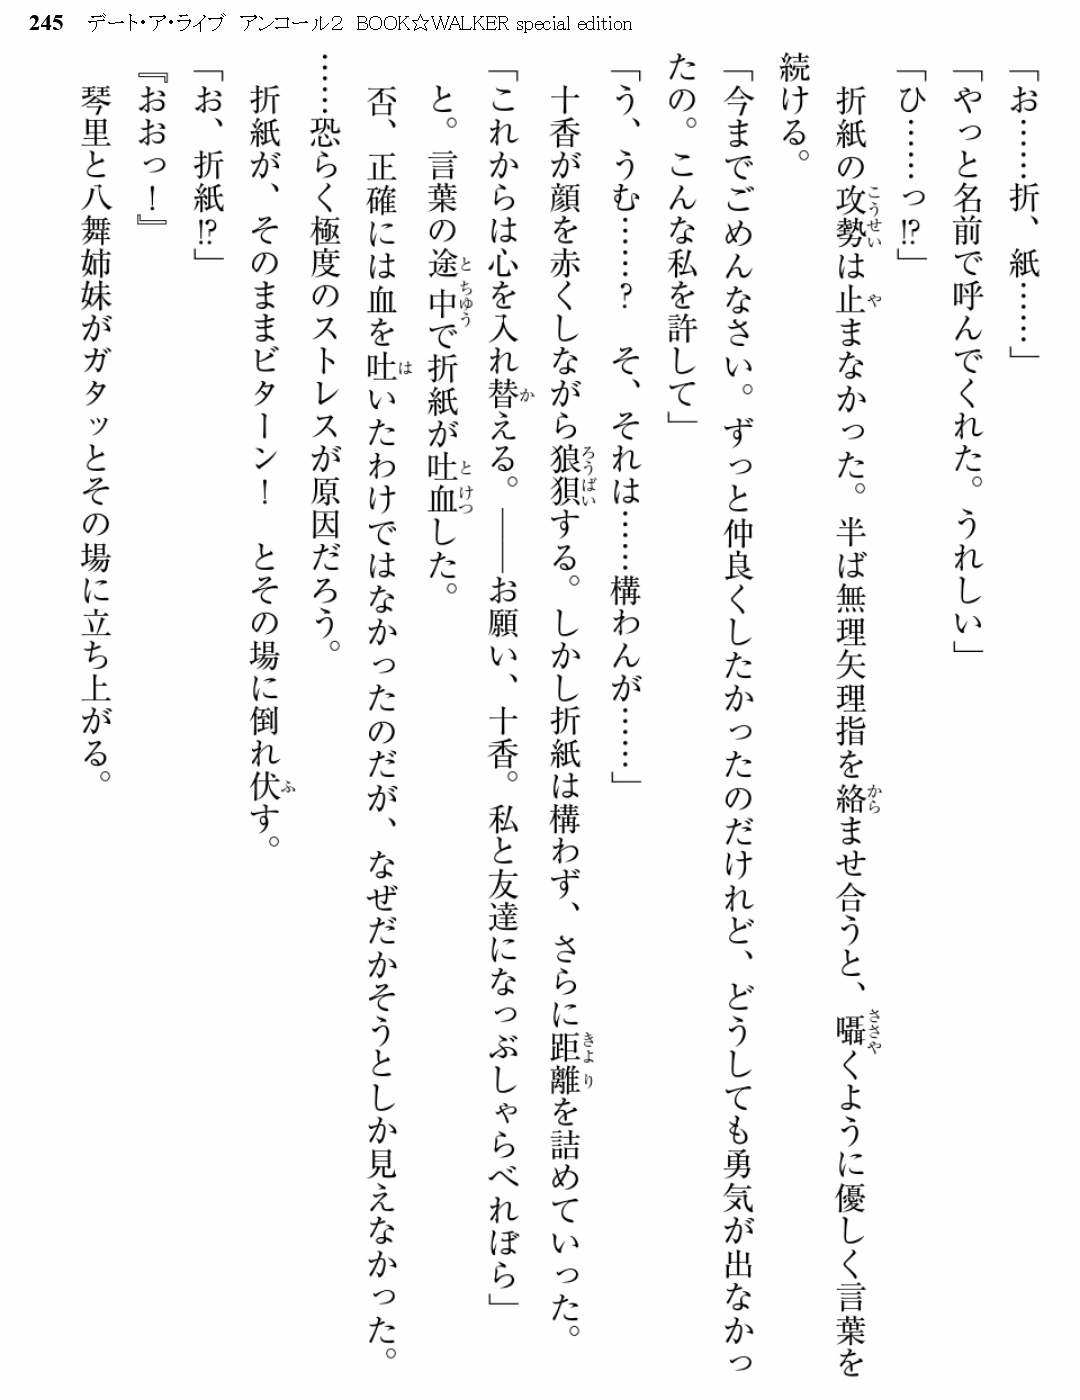 245 デート・ア・ライブ アンコール2 BOOK☆WALKER special edition
「お……折、紙……」
「やっと名前で呼んでくれた。うれしい」
「ひ……っ!?」
　折紙の攻勢は止まなかった。半ば無理矢理指を絡ませ合うと、囁くように優しく言葉を
続ける。
「今までごめんなさい。ずっと仲良くしたかったのだけれど、どうしても勇気が出なかっ
たの。こんな私を許して」
「う、うむ……？　そ、それは……構わんが……」
　十香が顔を赤くしながら狼狽する。しかし折紙は構わず、さらに距離を詰めていった。
「これからは心を入れ替える。――お願い、十香。私と友達になっぶしゃらべれぼら」
　と。言葉の途中で折紙が吐血した。
　否、正確には血を吐いたわけではなかったのだが、なぜだかそうとしか見えなかった。
……恐らく極度のストレスが原因だろう。
　折紙が、そのままビターン！　とその場に倒れ伏す。
「お、折紙!?」
『おおっ！』
　琴里と八舞姉妹がガタッとその場に立ち上がる。